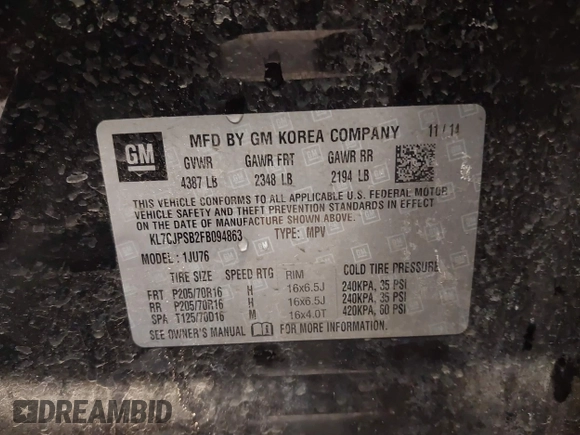 GM
MFD BY GM KOREA COMPANY 11/14
GVWR GAWR FRT GAWR RR
4387 LB 2348 LB 2194 LB
THIS VEHICLE CONFORMS TO ALL APPLICABLE U.S. FEDERAL MOTOR
VEHICLE SAFETY AND THEFT PREVENTION STANDARDS IN EFFECT ON
THE DATE OF MANUFACTURE SHOWN ABOVE.
KL7CJPSB2FB094863 TYPE: MPV
MODEL: 1JU76
TIRE SIZE SPEED RTG RIM COLD TIRE PRESSURE
FRT P205/70R16 H 16x6.5J 240KPA, 35 PSI
RR P205/70R16 H 16x6.5J 240KPA, 35 PSI
SPA T125/70D16 M 16x4.0T 420KPA, 60 PSI
SEE OWNER'S MANUAL FOR MORE INFORMATION.
DREAMBID